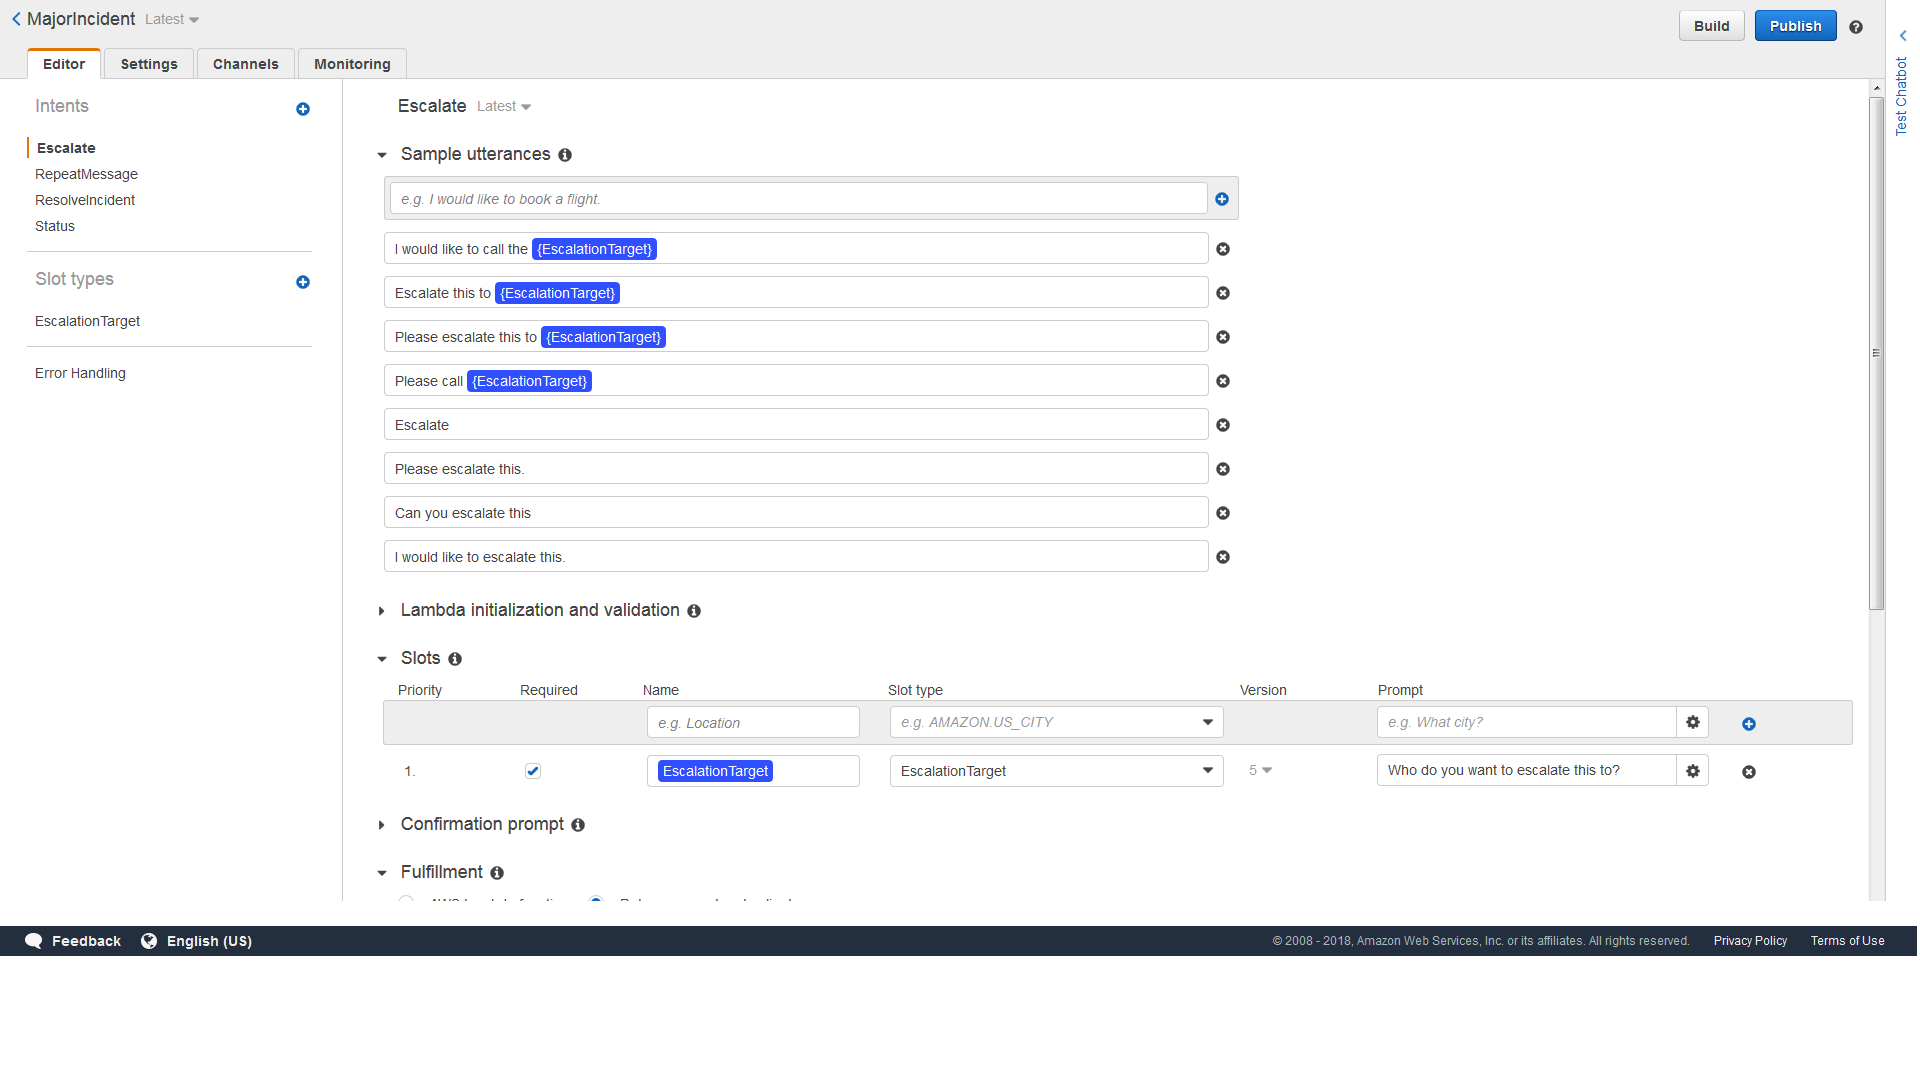 MajorIncident Latest
Build Publish
Editor Settings Channels Monitoring
Test Chatbot
Intents
Escalate
RepeatMessage
ResolveIncident
Status
Slot types
EscalationTarget
Error Handling
Escalate Latest
Sample utterances
e.g. I would like to book a flight.
I would like to call the {EscalationTarget}
Escalate this to {EscalationTarget}
Please escalate this to {EscalationTarget}
Please call {EscalationTarget}
Escalate
Please escalate this.
Can you escalate this
I would like to escalate this.
Lambda initialization and validation
Slots
Priority Required Name Slot type Version Prompt
e.g. Location e.g. AMAZON.US_CITY e.g. What city?
1. EscalationTarget EscalationTarget 5 Who do you want to escalate this to?
Confirmation prompt
Fulfillment
Feedback English (US) © 2008 - 2018, Amazon Web Services, Inc. or its affiliates. All rights reserved. Privacy Policy Terms of Use